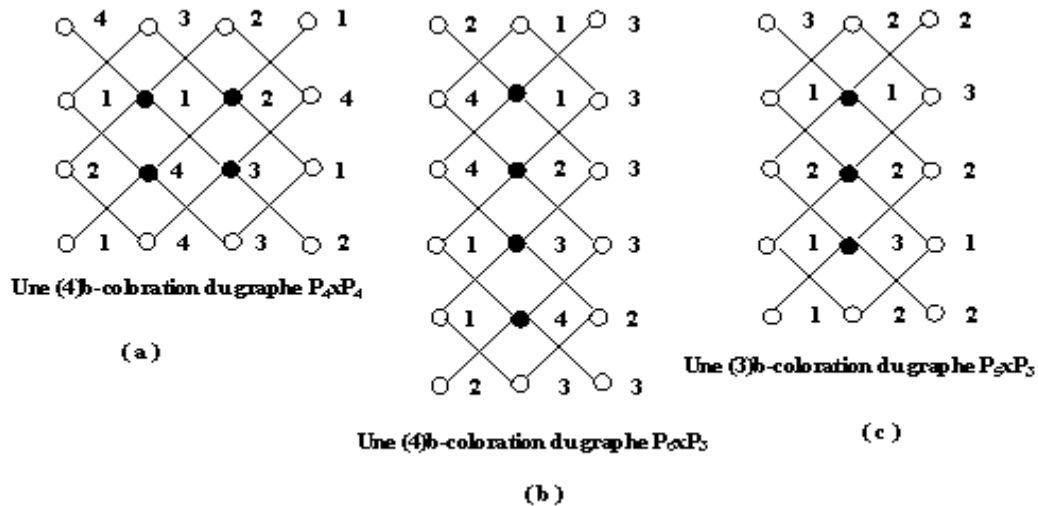 4 3 2 1
1 1 2 4
2 4 3 1
1 4 3 2
Une (4)b-coloration du graphe P₄xP₄
( a )
2 1 3
4 1 3
4 2 3
1 3 3
1 4 2
2 3 3
Une (4)b-coloration du graphe P₆xP₃
( b )
3 2 2
1 1 3
2 2 2
1 3 1
1 2 2
Une (3)b-coloration du graphe P₅xP₃
( c )